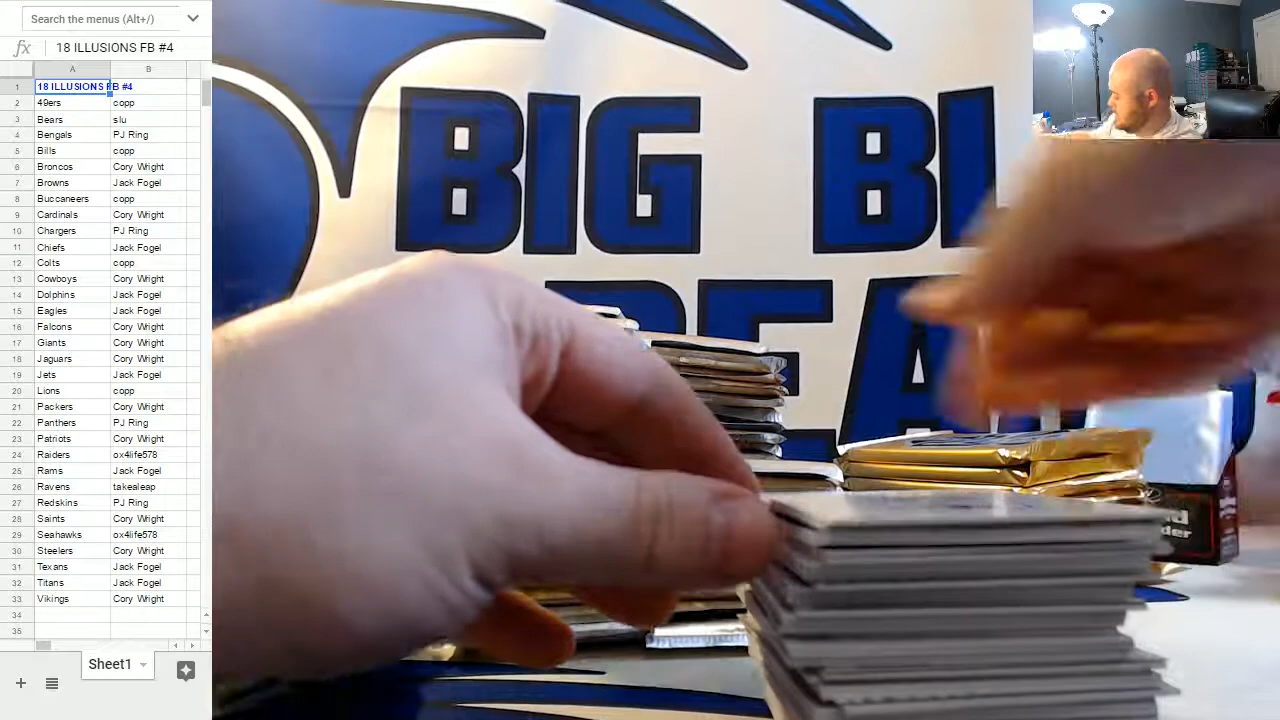 Search the menus (Alt+/)
fx 18 ILLUSIONS FB #4
A B
1 18 ILLUSIONS FB #4
2 49ers copp
3 Bears slu
4 Bengals PJ Ring
5 Bills copp
6 Broncos Cory Wright
7 Browns Jack Fogel
8 Buccaneers copp
9 Cardinals Cory Wright
10 Chargers PJ Ring
11 Chiefs Jack Fogel
12 Colts copp
13 Cowboys Cory Wright
14 Dolphins Jack Fogel
15 Eagles Jack Fogel
16 Falcons Cory Wright
17 Giants Cory Wright
18 Jaguars Cory Wright
19 Jets Jack Fogel
20 Lions copp
21 Packers Cory Wright
22 Panthers PJ Ring
23 Patriots Cory Wright
24 Raiders ox4life578
25 Rams Jack Fogel
26 Ravens takealeap
27 Redskins PJ Ring
28 Saints Cory Wright
29 Seahawks ox4life578
30 Steelers Cory Wright
31 Texans Jack Fogel
32 Titans Jack Fogel
33 Vikings Cory Wright
34
35
Sheet1
BIG BL